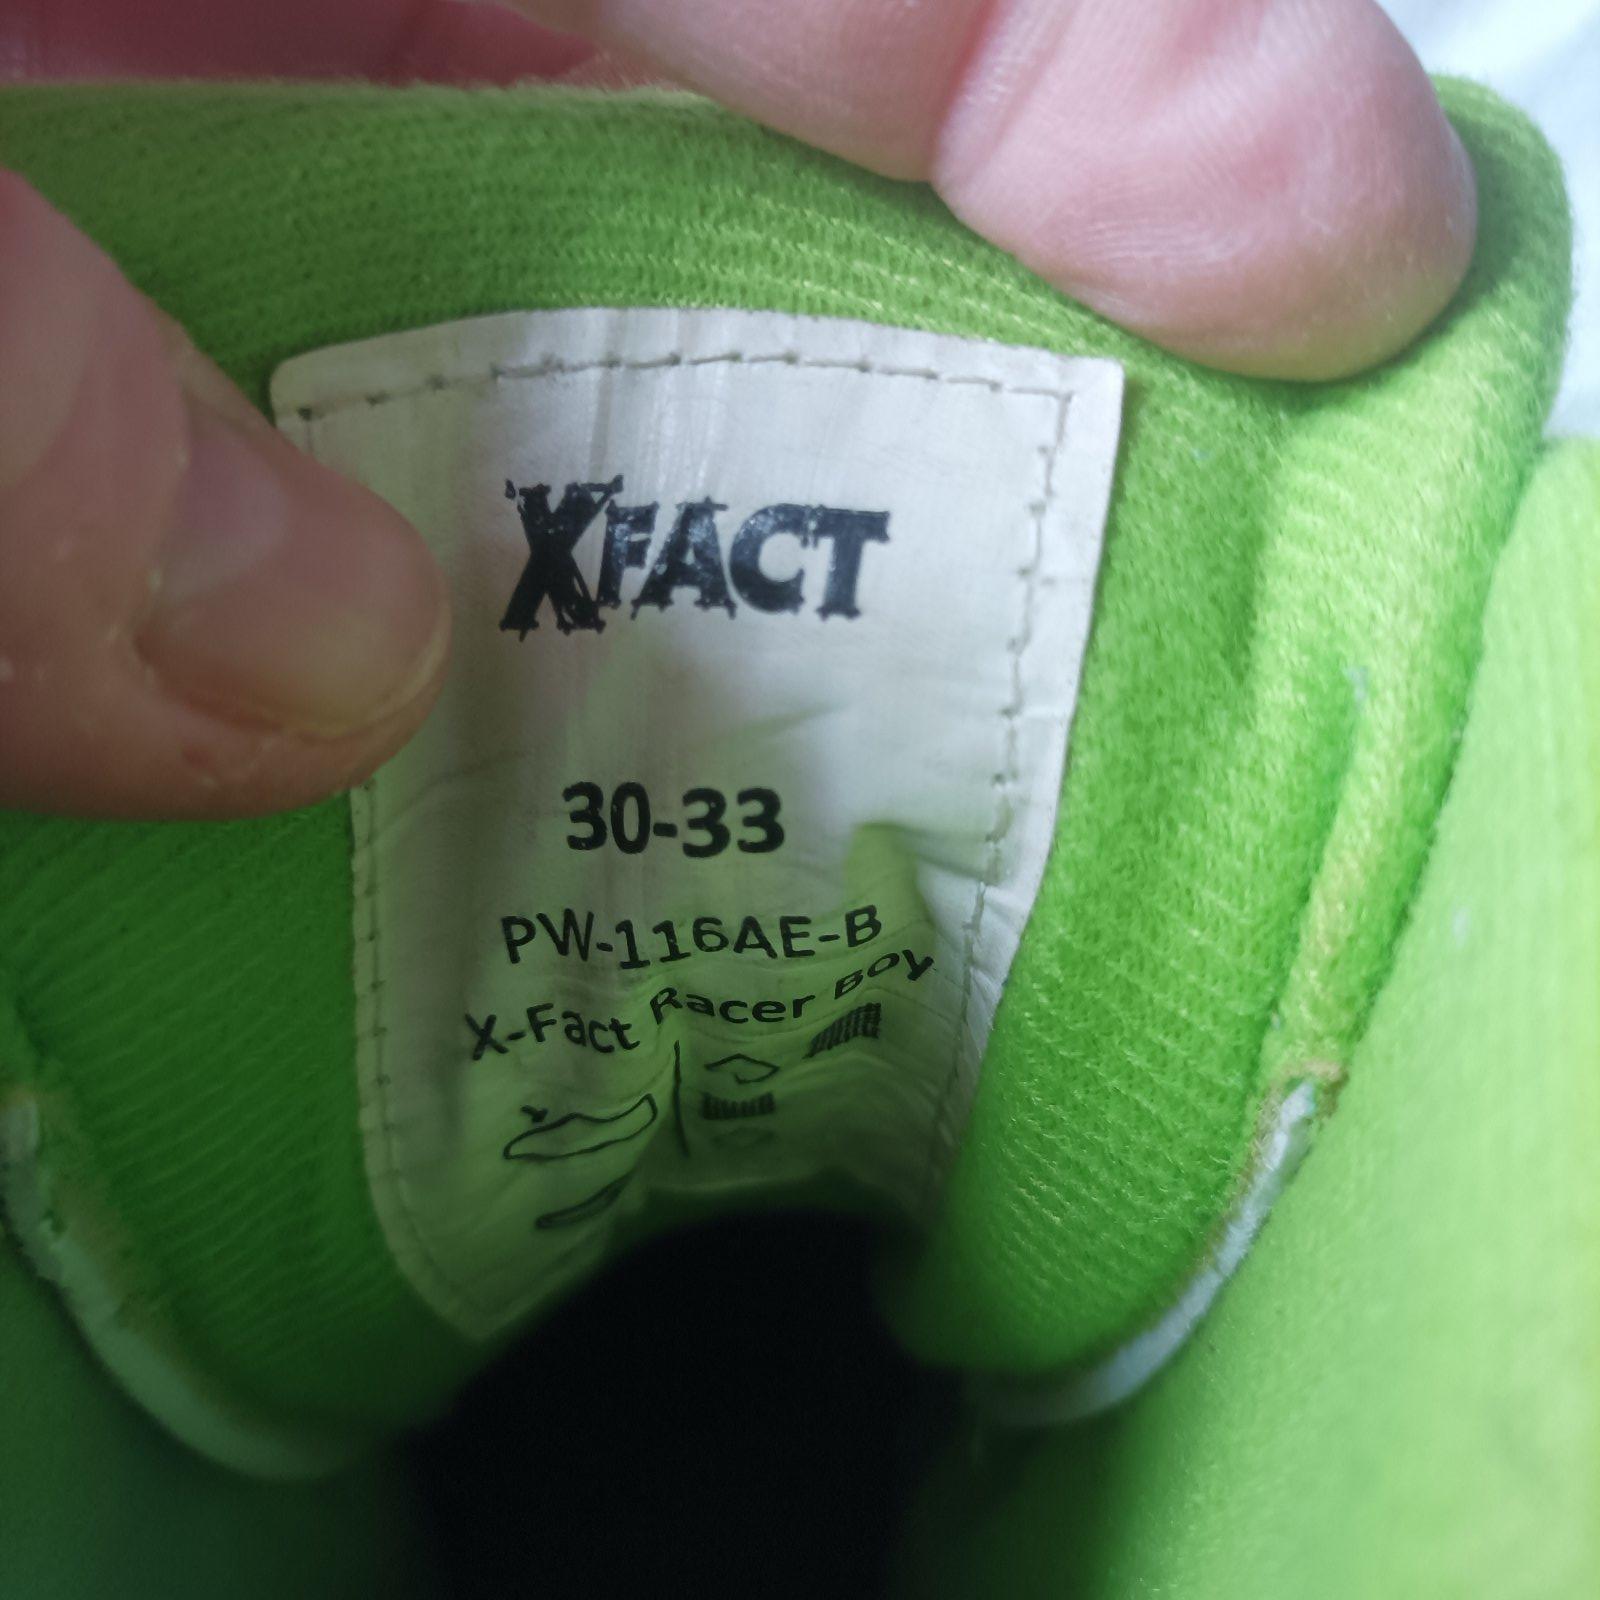 XFACT
30-33
PW-116AE-B
X-Fact Racer Boy